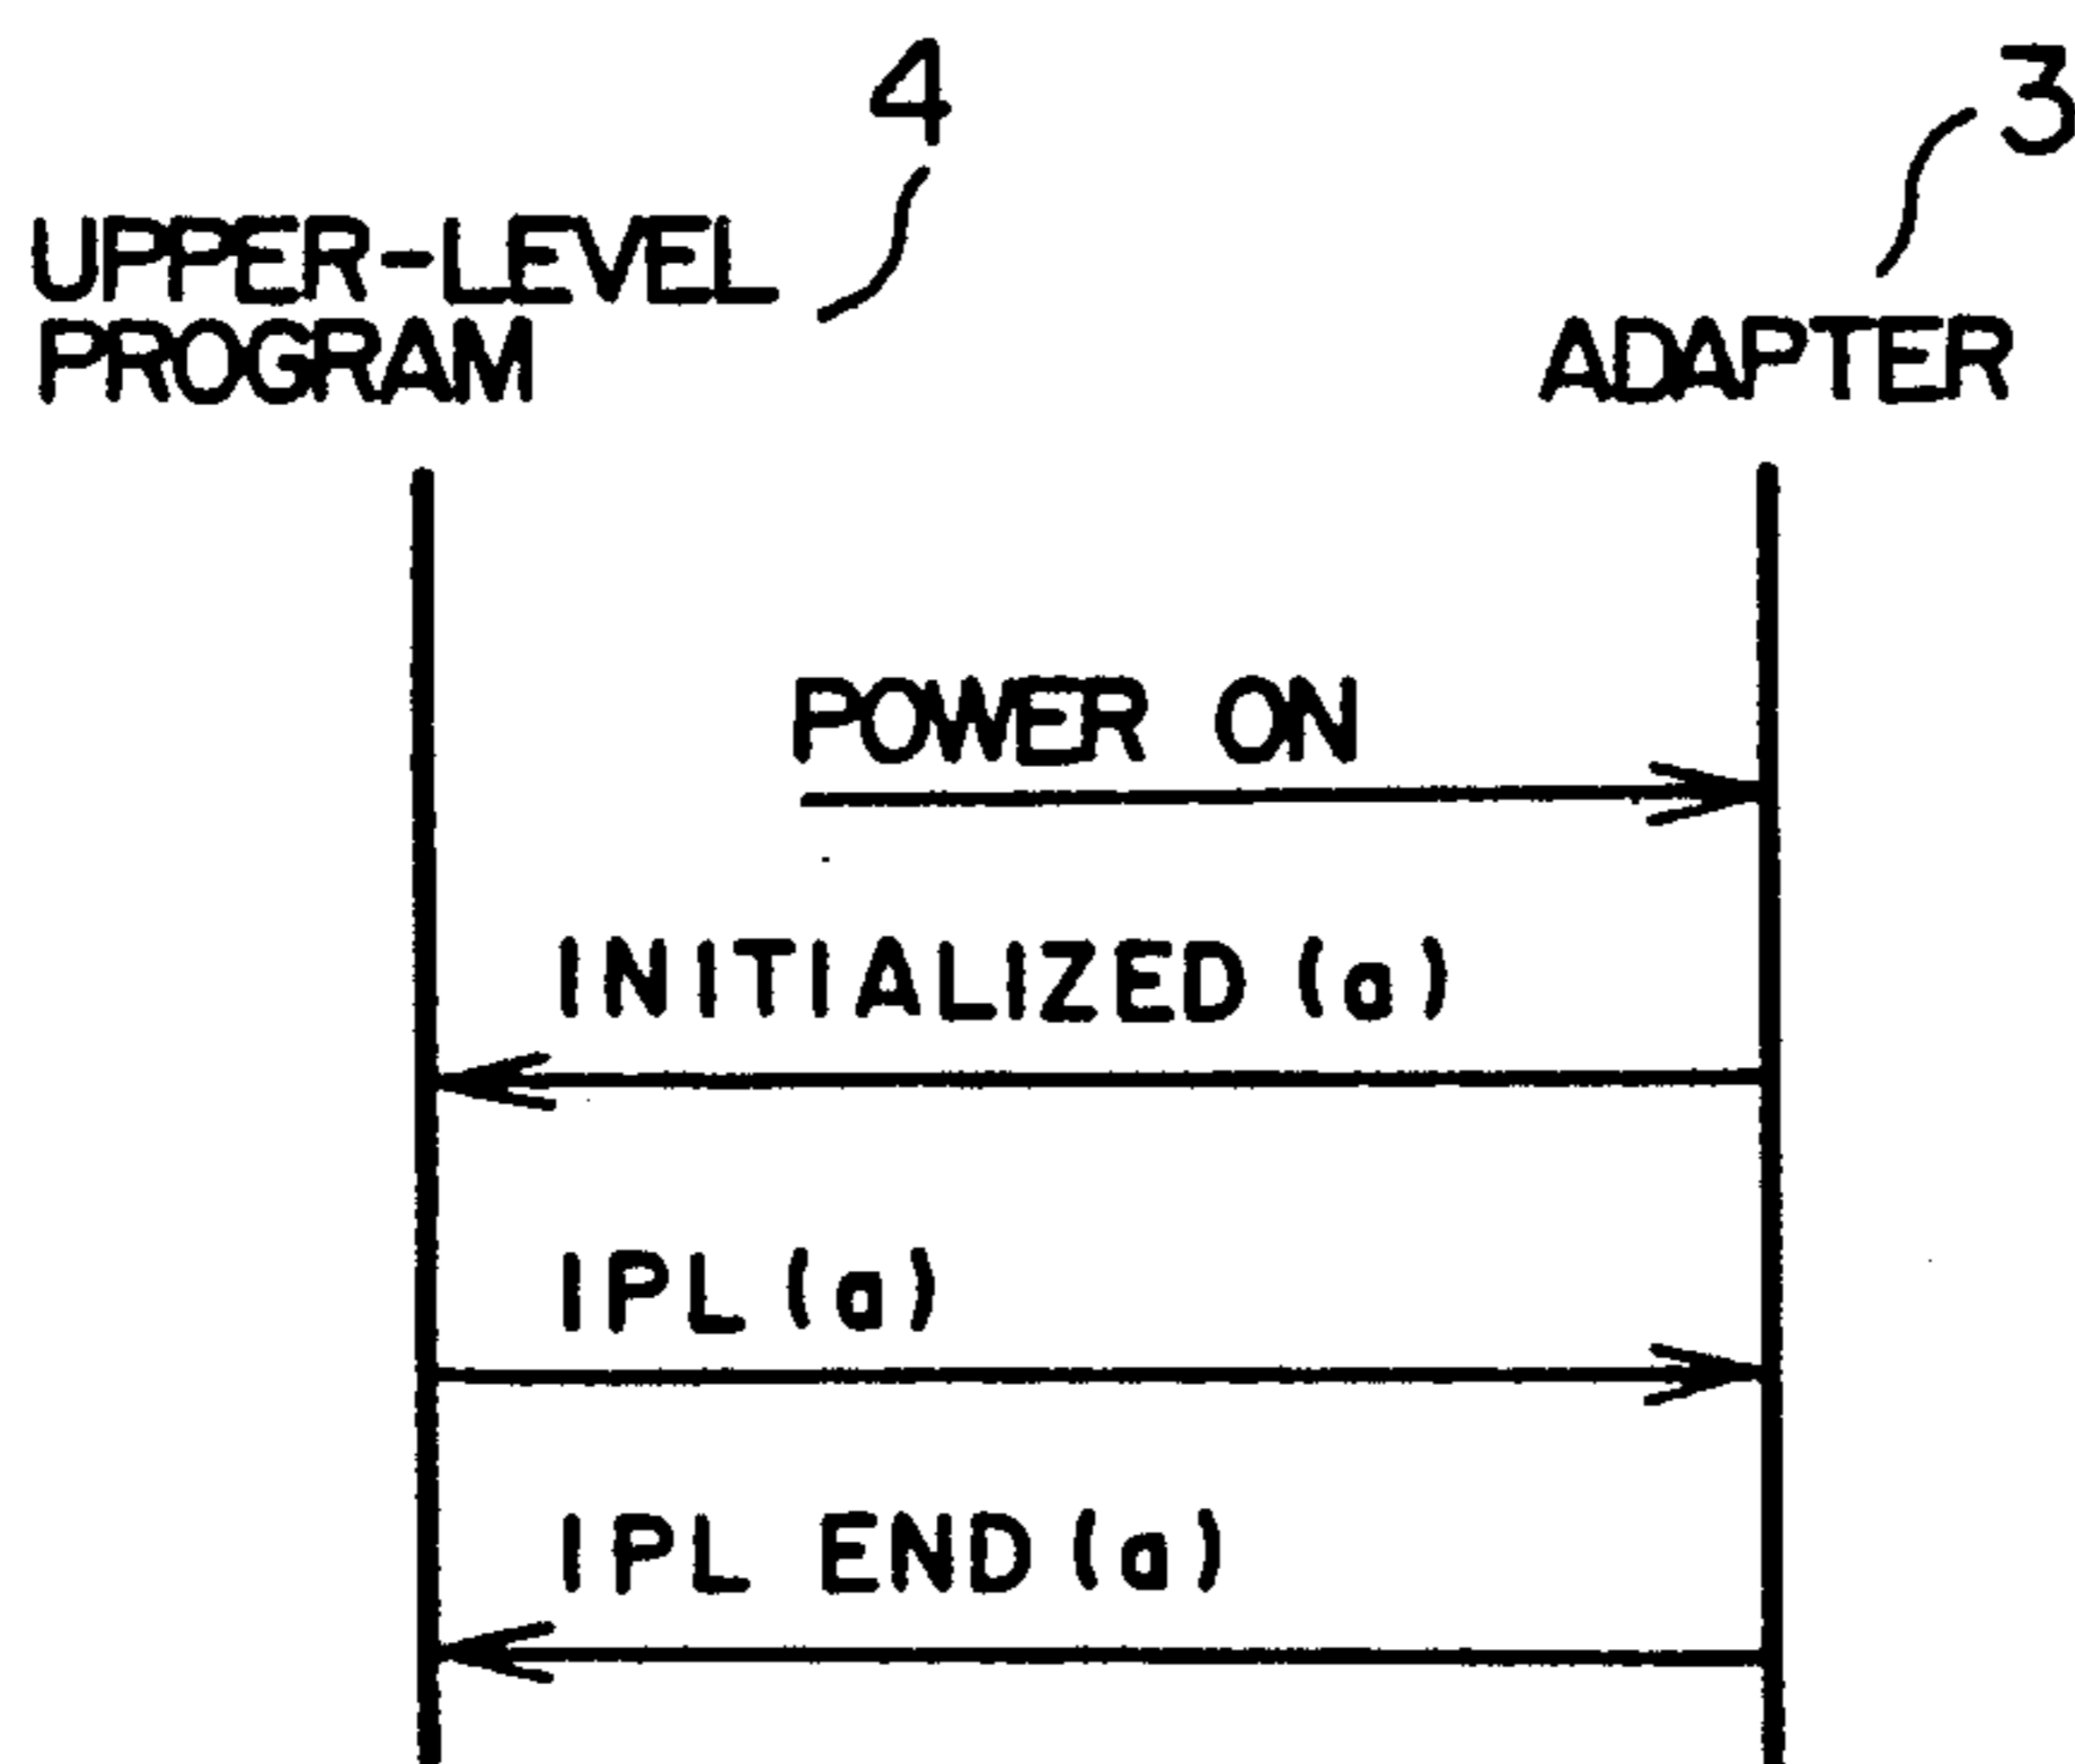 4
3
UPPER-LEVEL
PROGRAM
ADAPTER
POWER ON
INITIALIZED (a)
IPL (a)
IPL END (a)